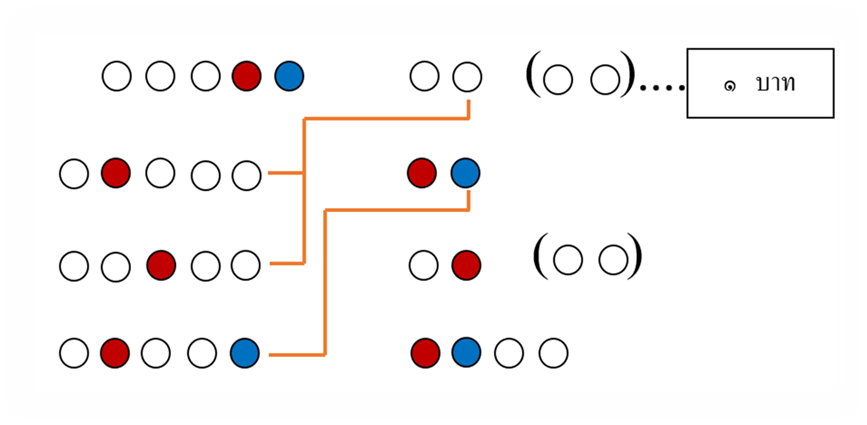 ( ) .... ๑ บาท
( )